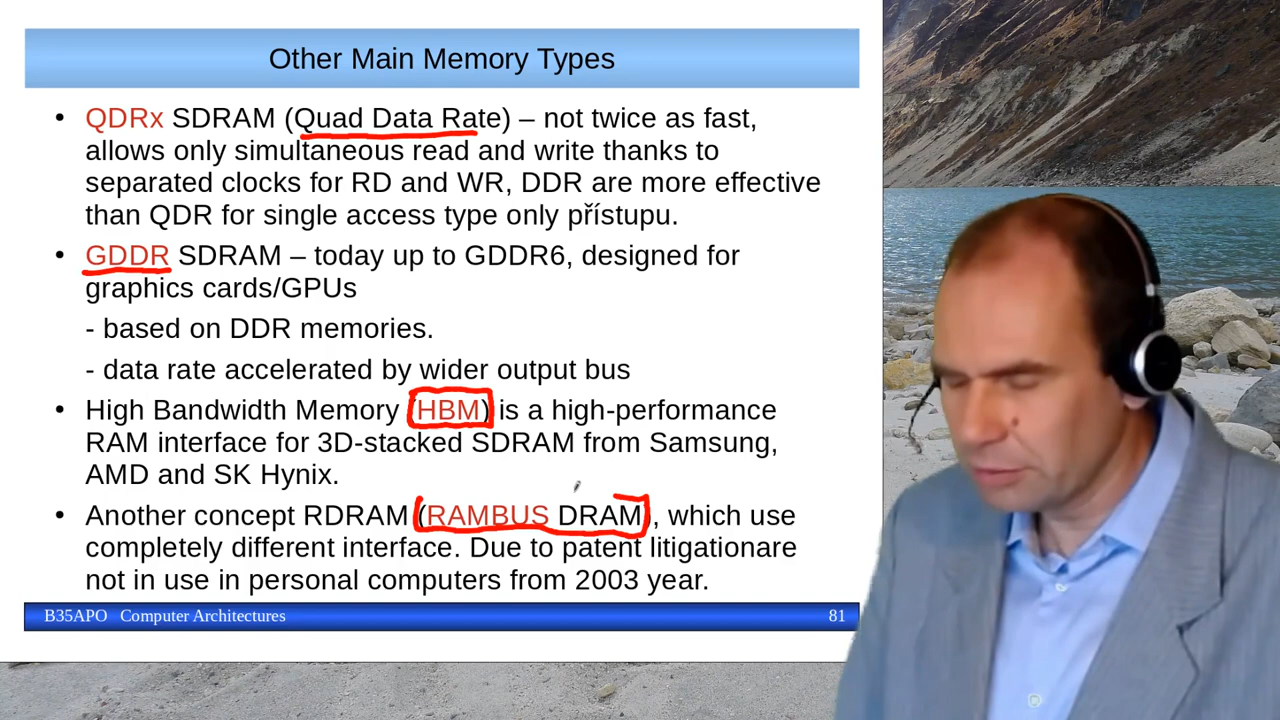 Other Main Memory Types
• QDRx SDRAM (Quad Data Rate) – not twice as fast,
allows only simultaneous read and write thanks to
separated clocks for RD and WR, DDR are more effective
than QDR for single access type only přístupu.
• GDDR SDRAM – today up to GDDR6, designed for
graphics cards/GPUs
- based on DDR memories.
- data rate accelerated by wider output bus
• High Bandwidth Memory (HBM) is a high-performance
RAM interface for 3D-stacked SDRAM from Samsung,
AMD and SK Hynix.
• Another concept RDRAM (RAMBUS DRAM), which use
completely different interface. Due to patent litigationare
not in use in personal computers from 2003 year.
B35APO Computer Architectures 81